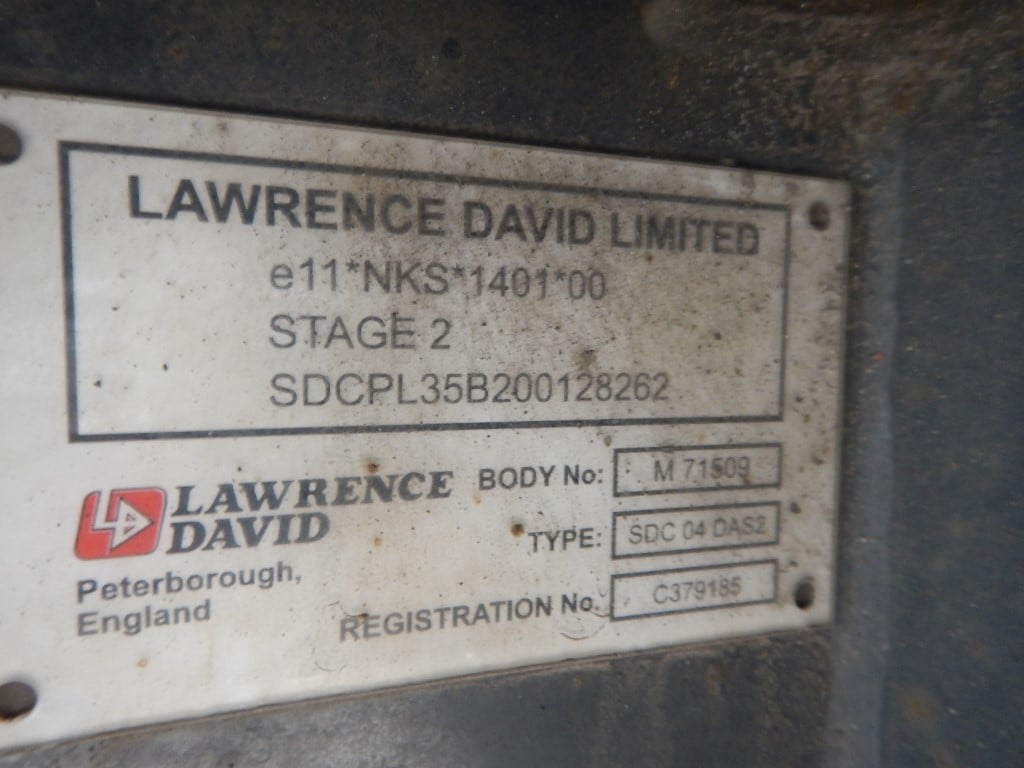 LAWRENCE DAVID LIMITED
e11*NKS*1401*00
STAGE 2
SDCPL35B200128262
LAWRENCE
DAVID
Peterborough,
England
BODY No: M 71509
TYPE: SDC 04 DAS2
REGISTRATION No. C379185